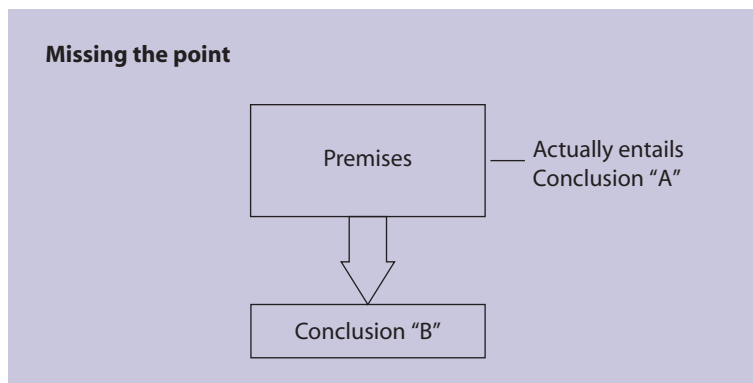 Missing the point
Premises
Actually entails
Conclusion “A”
Conclusion “B”